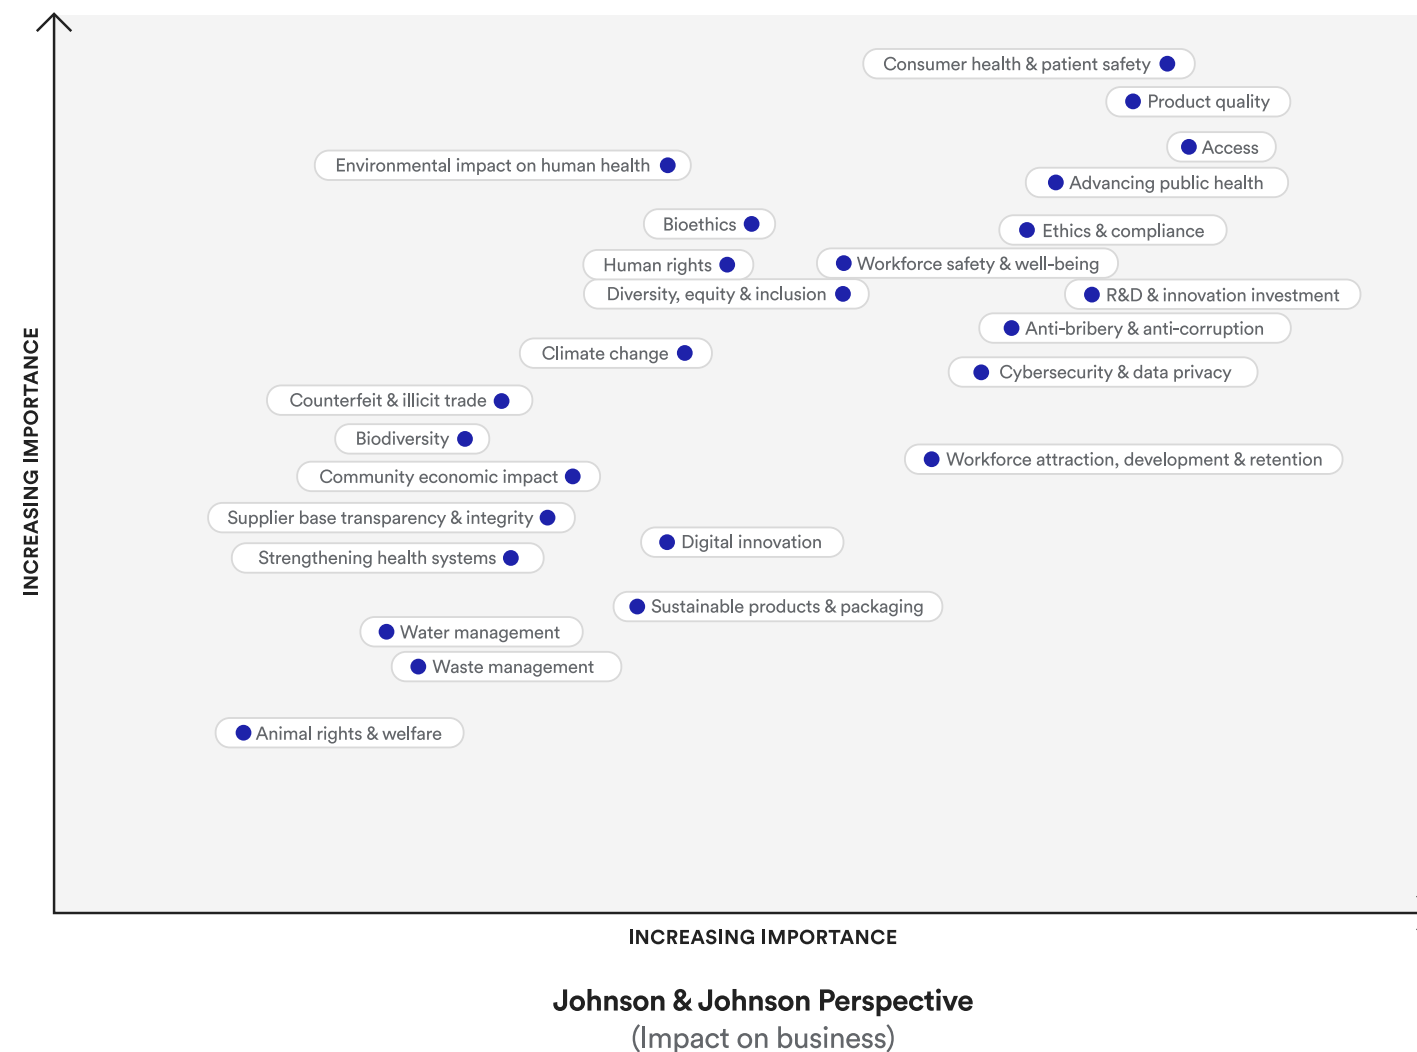 Consumer health & patient safety
Product quality
Access
Environmental impact on human health
Advancing public health
Bioethics
Ethics & compliance
Human rights
Workforce safety & well-being
Diversity, equity & inclusion
R&D & innovation investment
Anti-bribery & anti-corruption
Climate change
Cybersecurity & data privacy
Counterfeit & illicit trade
Biodiversity
Workforce attraction, development & retention
Community economic impact
Supplier base transparency & integrity
Digital innovation
Strengthening health systems
Sustainable products & packaging
Water management
Waste management
Animal rights & welfare
INCREASING IMPORTANCE
INCREASING IMPORTANCE
Johnson & Johnson Perspective
(Impact on business)